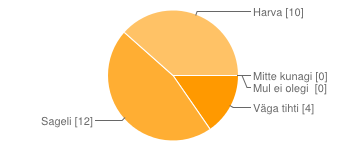 Harva [10]
Mitte kunagi [0]
Mul ei olegi [0]
Väga tihti [4]
Sageli [12]